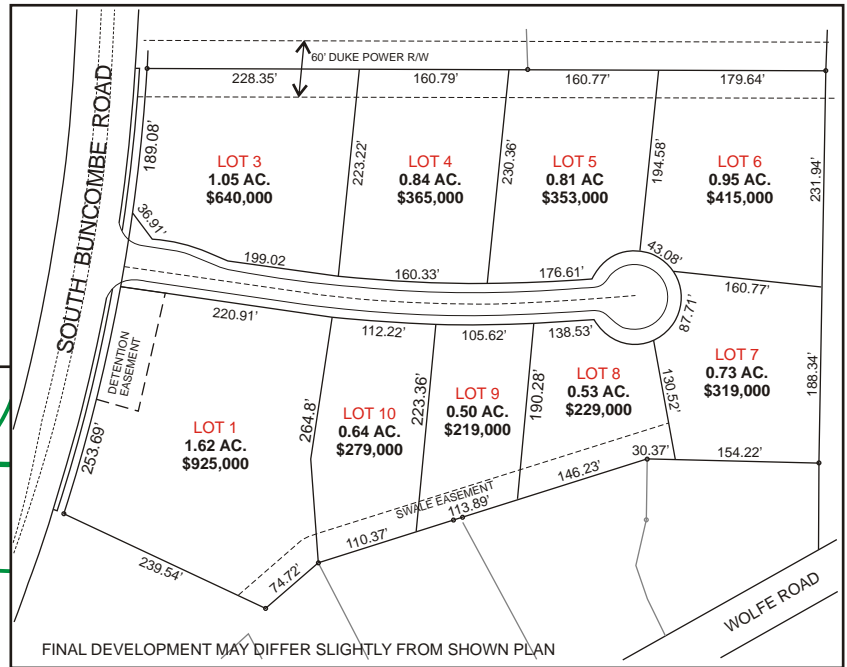 60' DUKE POWER R/W
228.35'
160.79'
160.77'
179.64'
SOUTH BUNCOMBE ROAD
189.08'
LOT 3
1.05 AC.
$640,000
223.22'
LOT 4
0.84 AC.
$365,000
230.36'
LOT 5
0.81 AC
$353,000
194.58'
LOT 6
0.95 AC.
$415,000
231.94'
36.91'
199.02
160.33'
176.61'
43.08'
160.77'
87.71'
220.91'
112.22'
105.62'
138.53'
DETENTION
EASEMENT
LOT 1
1.62 AC.
$925,000
253.69'
264.8'
LOT 10
0.64 AC.
$279,000
223.36'
LOT 9
0.50 AC.
$219,000
190.28'
LOT 8
0.53 AC.
$229,000
130.52'
LOT 7
0.73 AC.
$319,000
188.34'
30.37'
154.22'
SWALE EASEMENT
146.23'
113.89'
110.37'
74.72'
239.54'
WOLFE ROAD
FINAL DEVELOPMENT MAY DIFFER SLIGHTLY FROM SHOWN PLAN